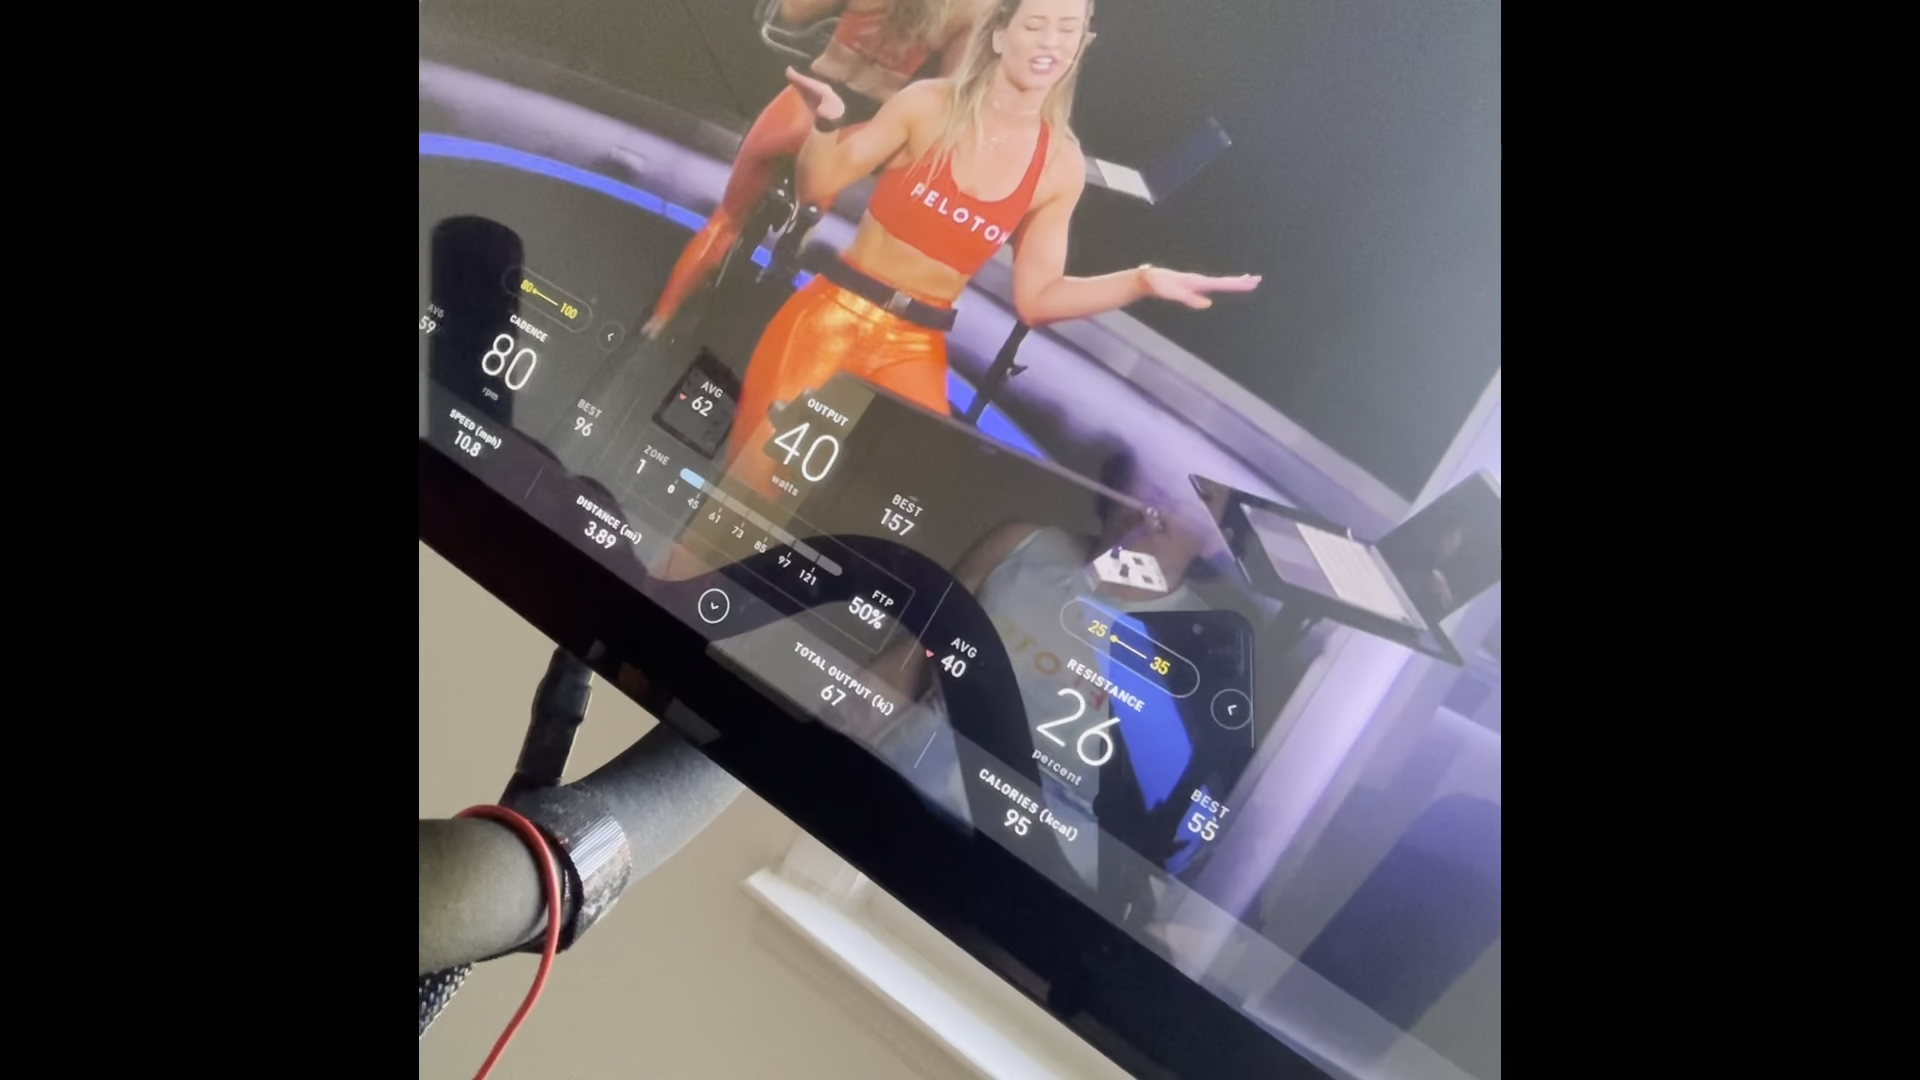 PELOTON
80 100
AVG
59
CADENCE
80
rpm
BEST
96
SPEED (mph)
10.8
AVG
62
OUTPUT
40
watts
BEST
157
ZONE
1
0 45 61 73 85 97 121
FTP
50%
DISTANCE (mi)
3.89
TOTAL OUTPUT (kj)
67
AVG
40
25 35
RESISTANCE
26
percent
BEST
55
CALORIES (kcal)
95